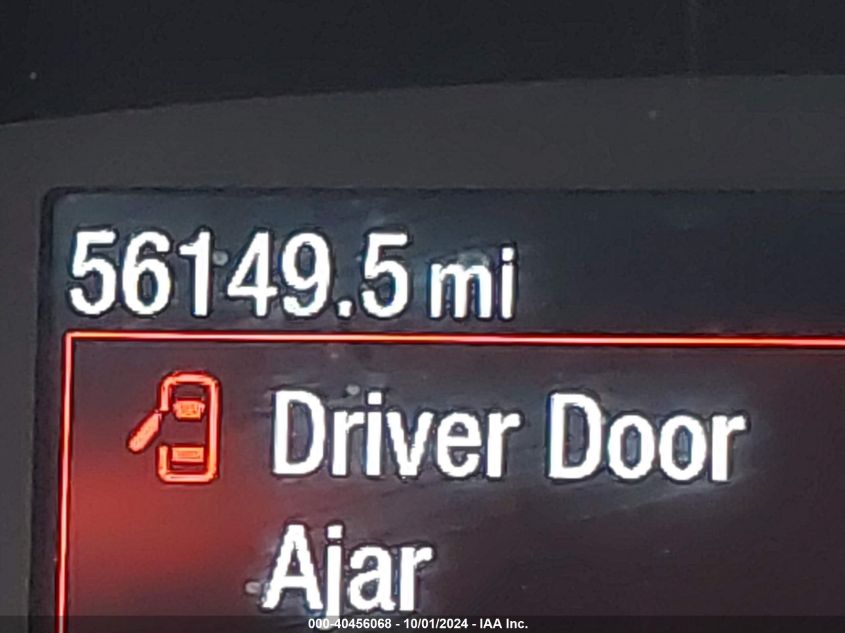 56149.5 mi
Driver Door
Ajar
000-40456068 - 10/01/2024 - IAA Inc.